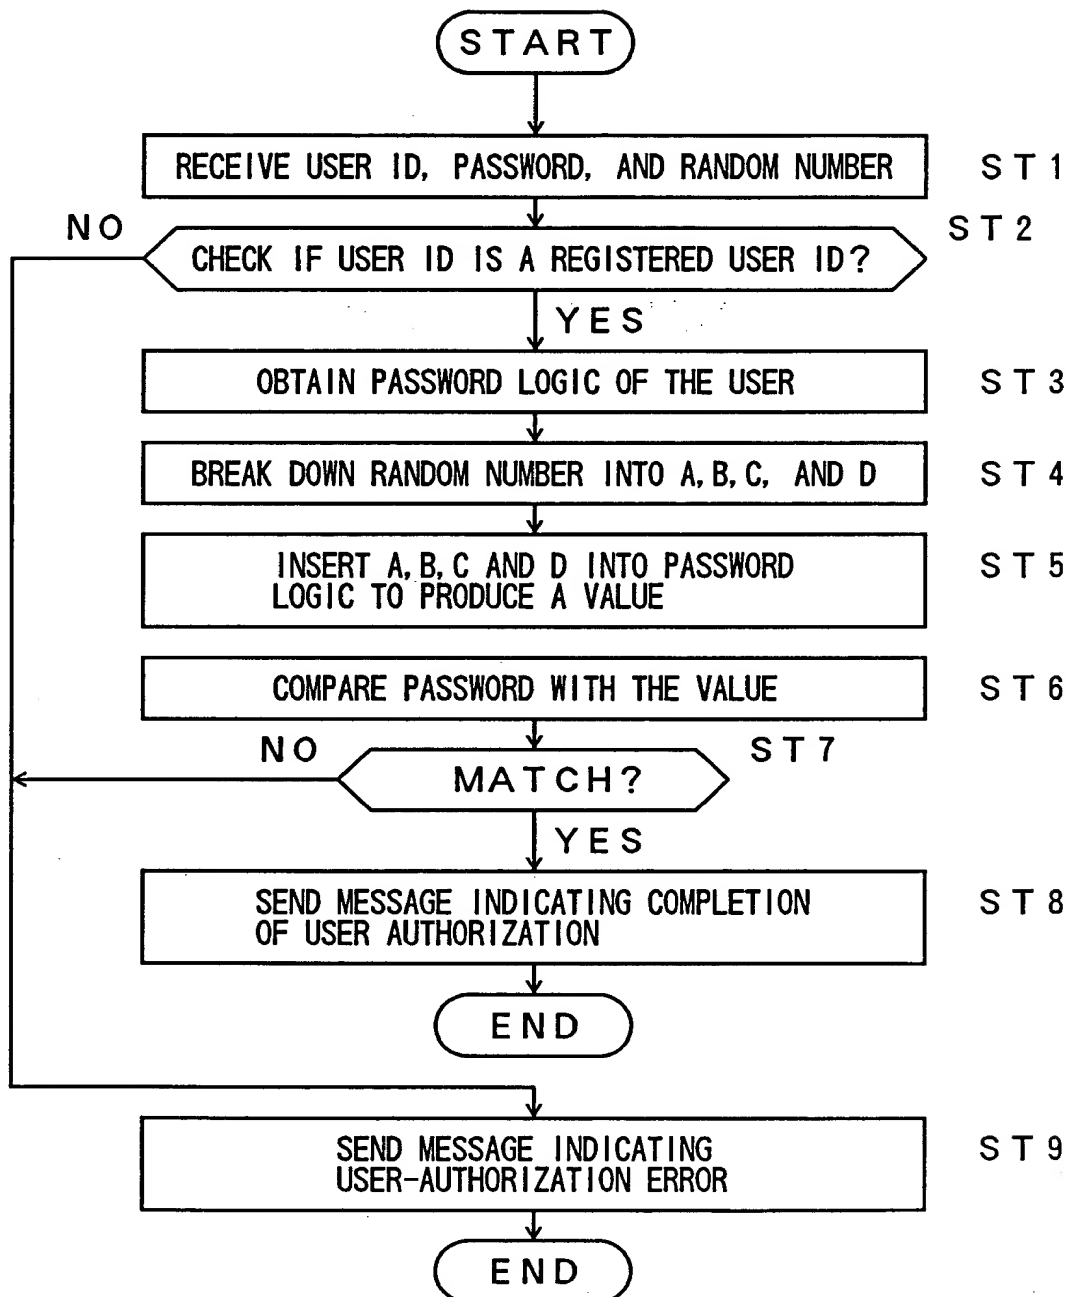 START
RECEIVE USER ID, PASSWORD, AND RANDOM NUMBER
ST1
NO
ST2
CHECK IF USER ID IS A REGISTERED USER ID?
YES
OBTAIN PASSWORD LOGIC OF THE USER
ST3
BREAK DOWN RANDOM NUMBER INTO A, B, C, AND D
ST4
INSERT A, B, C AND D INTO PASSWORD
LOGIC TO PRODUCE A VALUE
ST5
COMPARE PASSWORD WITH THE VALUE
ST6
NO
ST7
MATCH?
YES
SEND MESSAGE INDICATING COMPLETION
OF USER AUTHORIZATION
ST8
END
SEND MESSAGE INDICATING
USER-AUTHORIZATION ERROR
ST9
END